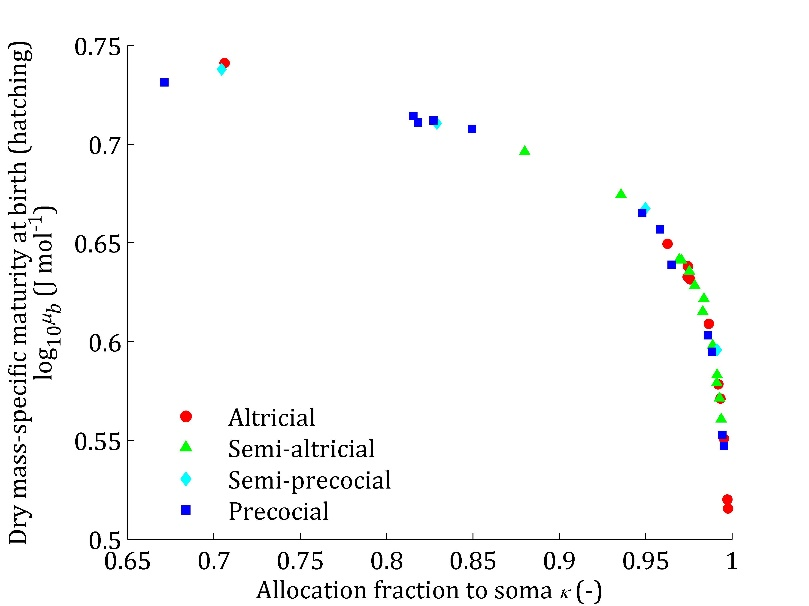 Dry mass-specific maturity at birth (hatching)
log10μb (J mol-1)
0.75
0.7
0.65
0.6
0.55
0.5
Altricial
Semi-altricial
Semi-precocial
Precocial
0.65 0.7 0.75 0.8 0.85 0.9 0.95 1
Allocation fraction to soma κ (-)